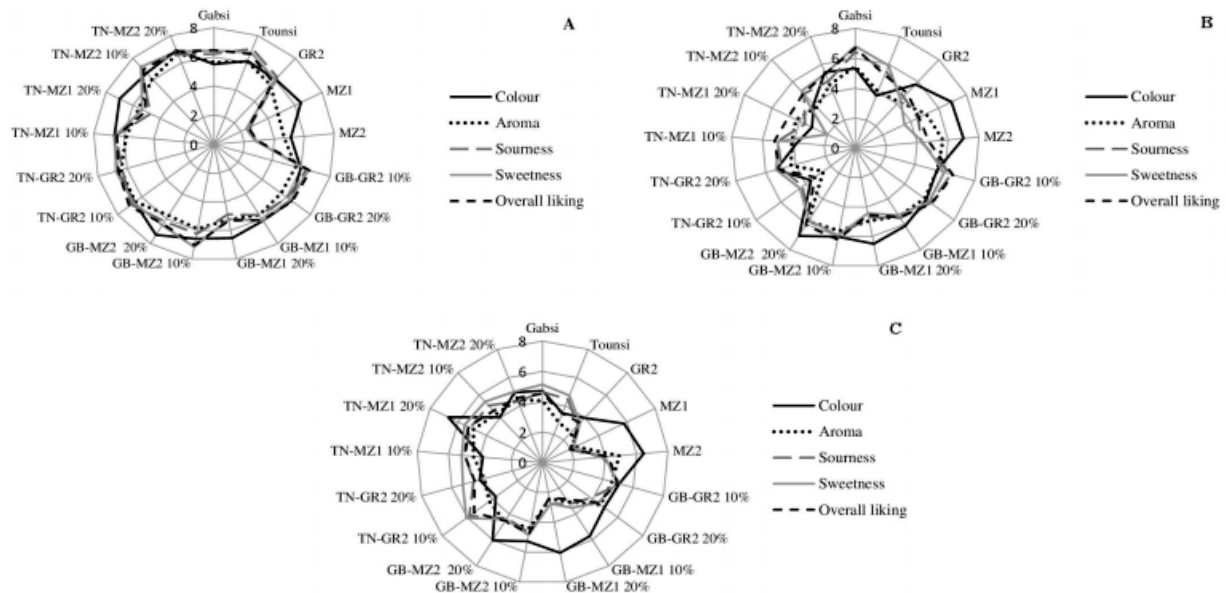 A
Gabsi
Tounsi
GR2
MZ1
MZ2
GB-GR2 10%
GB-GR2 20%
GB-MZ1 10%
GB-MZ1 20%
GB-MZ2 10%
GB-MZ2 20%
TN-GR2 10%
TN-GR2 20%
TN-MZ1 10%
TN-MZ1 20%
TN-MZ2 10%
TN-MZ2 20%
8
6
4
2
0
Colour
Aroma
Sourness
Sweetness
Overall liking
B
Gabsi
Tounsi
GR2
MZ1
MZ2
GB-GR2 10%
GB-GR2 20%
GB-MZ1 10%
GB-MZ1 20%
GB-MZ2 10%
GB-MZ2 20%
TN-GR2 10%
TN-GR2 20%
TN-MZ1 10%
TN-MZ1 20%
TN-MZ2 10%
TN-MZ2 20%
8
6
4
2
0
Colour
Aroma
Sourness
Sweetness
Overall liking
C
Gabsi
Tounsi
GR2
MZ1
MZ2
GB-GR2 10%
GB-GR2 20%
GB-MZ1 10%
GB-MZ1 20%
GB-MZ2 10%
GB-MZ2 20%
TN-GR2 10%
TN-GR2 20%
TN-MZ1 10%
TN-MZ1 20%
TN-MZ2 10%
TN-MZ2 20%
8
6
4
2
0
Colour
Aroma
Sourness
Sweetness
Overall liking